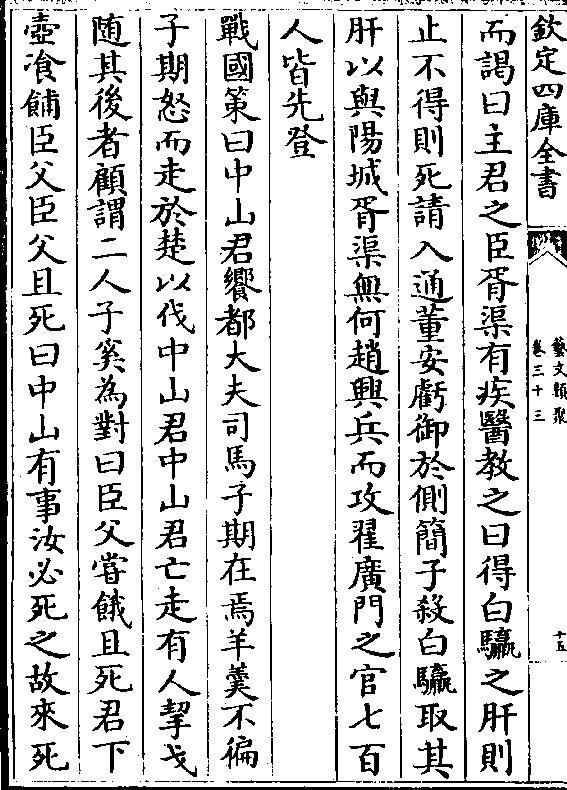 欽定四庫全書
藝文類聚
卷三十三
十五
而謁曰主君之臣胥渠有疾醫教之曰得白驘之肝則
止不得則死請入通董安虧御於側簡子殺白驘取其
肝以與陽城胥渠無何趙興兵而攻翟廣門之官七百
人皆先登
戰國策曰中山君饗都大夫司馬子期在焉羊羹不徧
子期怒而走於楚以伐中山君中山君亡走有人挈戈
随其後者顧謂二人子奚為對曰臣父嘗餓且死君下
壺飡餔臣父臣父且死曰中山有事汝必死之故來死